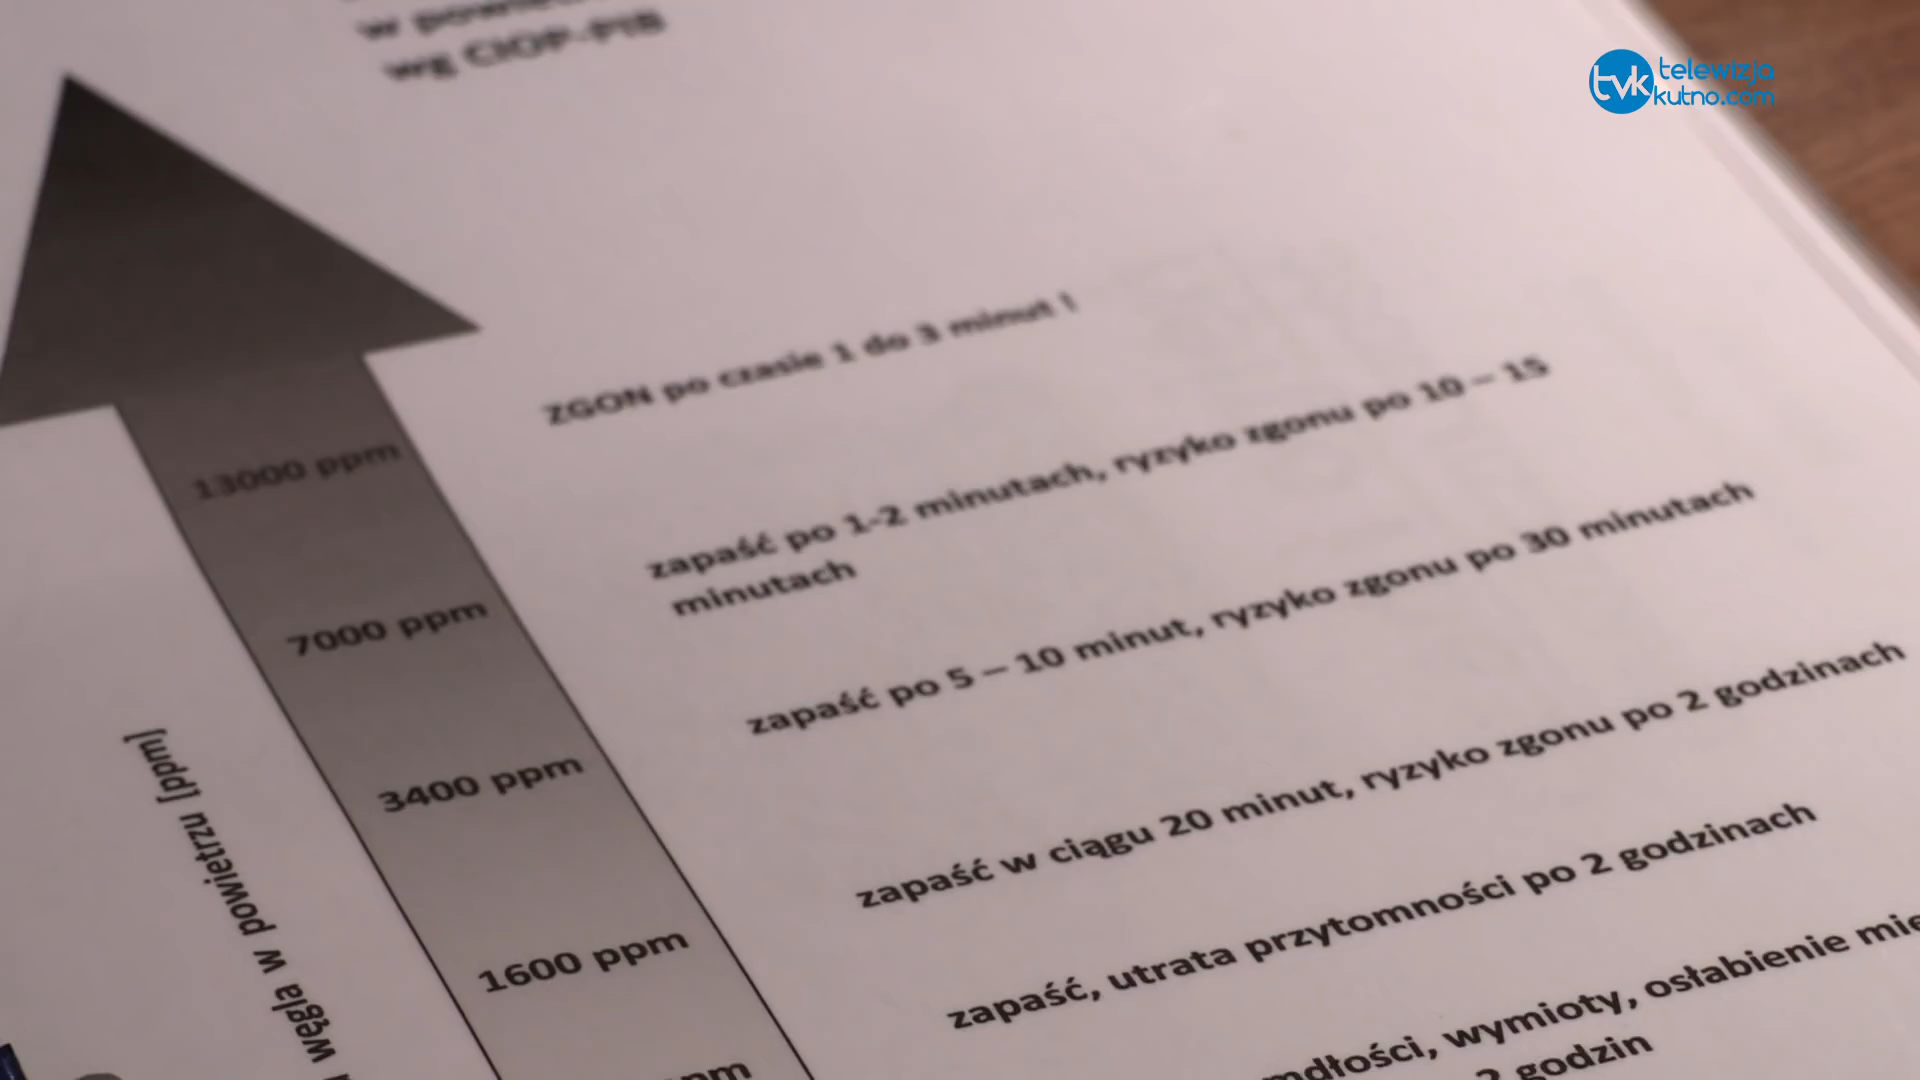 w
wg CIOP-PIB
tvk telewizja
kutno.com
ZGON po czasie 1 do 3 minut !
13000 ppm
zapaść po 1-2 minutach, ryzyko zgonu po 10 – 15
minutach
7000 ppm
zapaść po 5 – 10 minut, ryzyko zgonu po 30 minutach
3400 ppm
zapaść w ciągu 20 minut, ryzyko zgonu po 2 godzinach
1600 ppm
zapaść, utrata przytomności po 2 godzinach
wymioty, osłabienie
2 godzin
węgla w powietrzu [ppm]